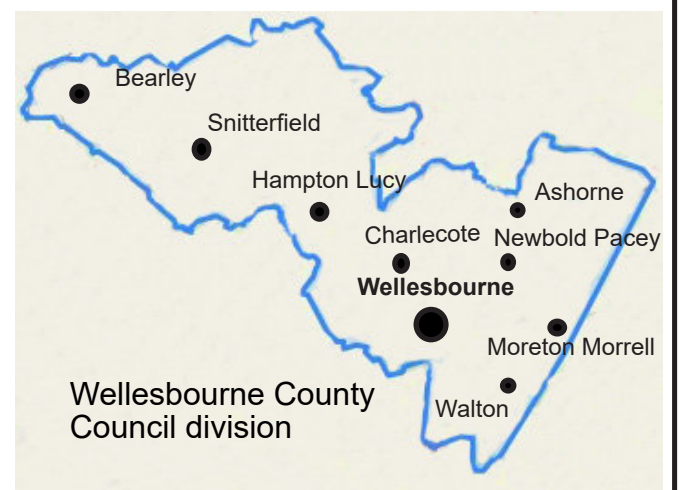 Bearley
Snitterfield
Hampton Lucy
Ashorne
Charlecote
Newbold Pacey
Wellesbourne
Moreton Morrell
Walton
Wellesbourne County
Council division